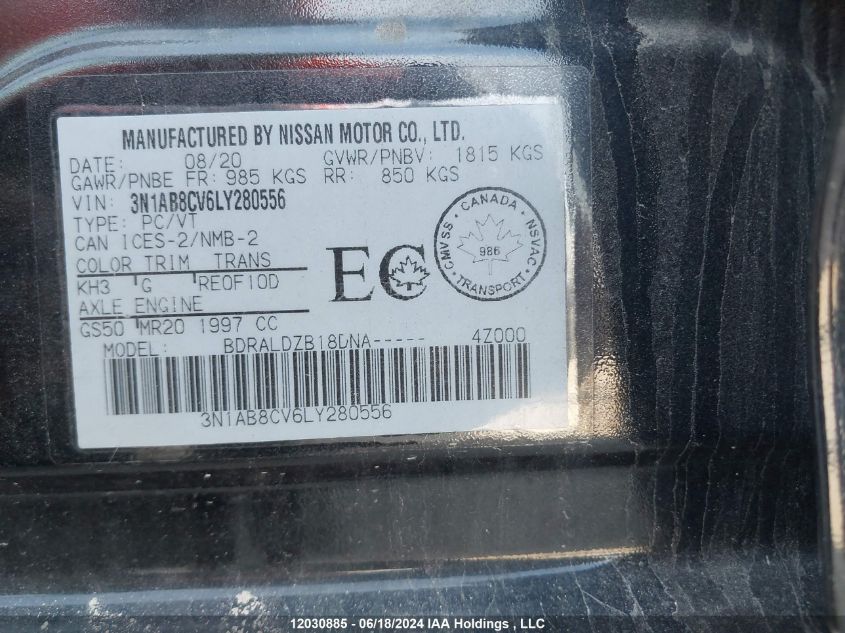 MANUFACTURED BY NISSAN MOTOR CO., LTD.
DATE: 08/20 GVWR/PNBV: 1815 KGS
GAWR/PNBE FR: 985 KGS RR: 850 KGS
VIN: 3N1AB8CV6LY280556
TYPE: PC/VT
CAN ICES-2/NMB-2
COLOR TRIM TRANS
KH3 G RE0F10D
AXLE ENGINE
GS50 MR20 1997 CC
EC
CANADA
CMVSS
NSVAC
986
TRANSPORT
MODEL: BDRALDZB18DNA----- 4Z000
3N1AB8CV6LY280556
12030885 - 06/18/2024 IAA Holdings , LLC/